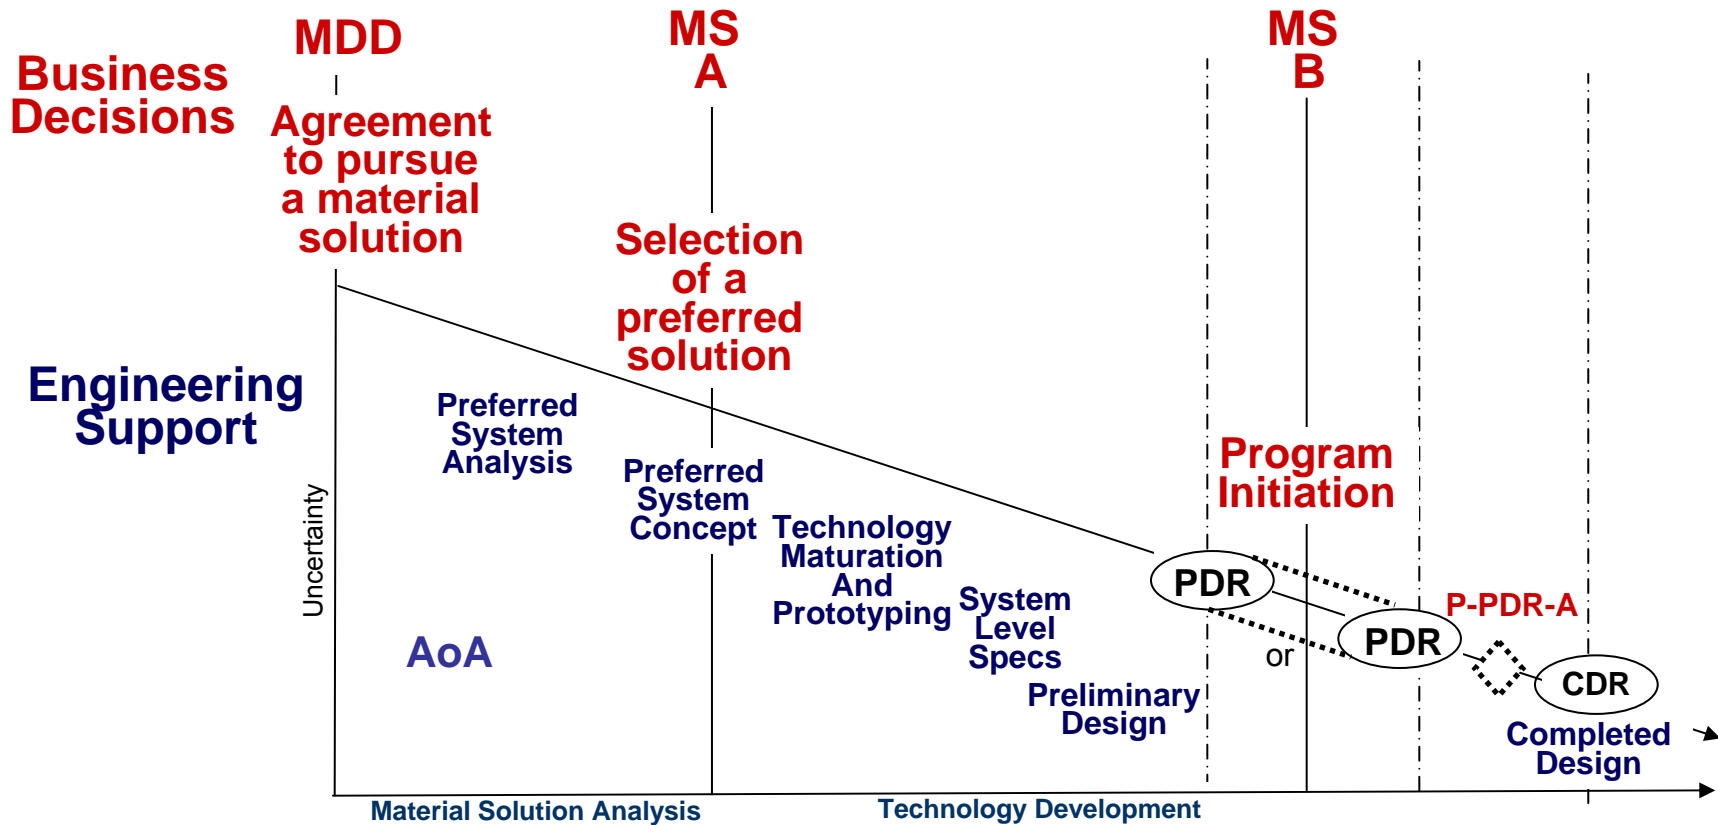 Business
Decisions
MDD
Agreement
to pursue
a material
solution
MS
A
Selection
of a
preferred
solution
MS
B
Program
Initiation
Engineering
Support
Uncertainty
Preferred
System
Analysis
AoA
Preferred
System
Concept
Technology
Maturation
And
Prototyping
System
Level
Specs
Preliminary
Design
PDR
or
PDR
P-PDR-A
CDR
Completed
Design
Material Solution Analysis
Technology Development